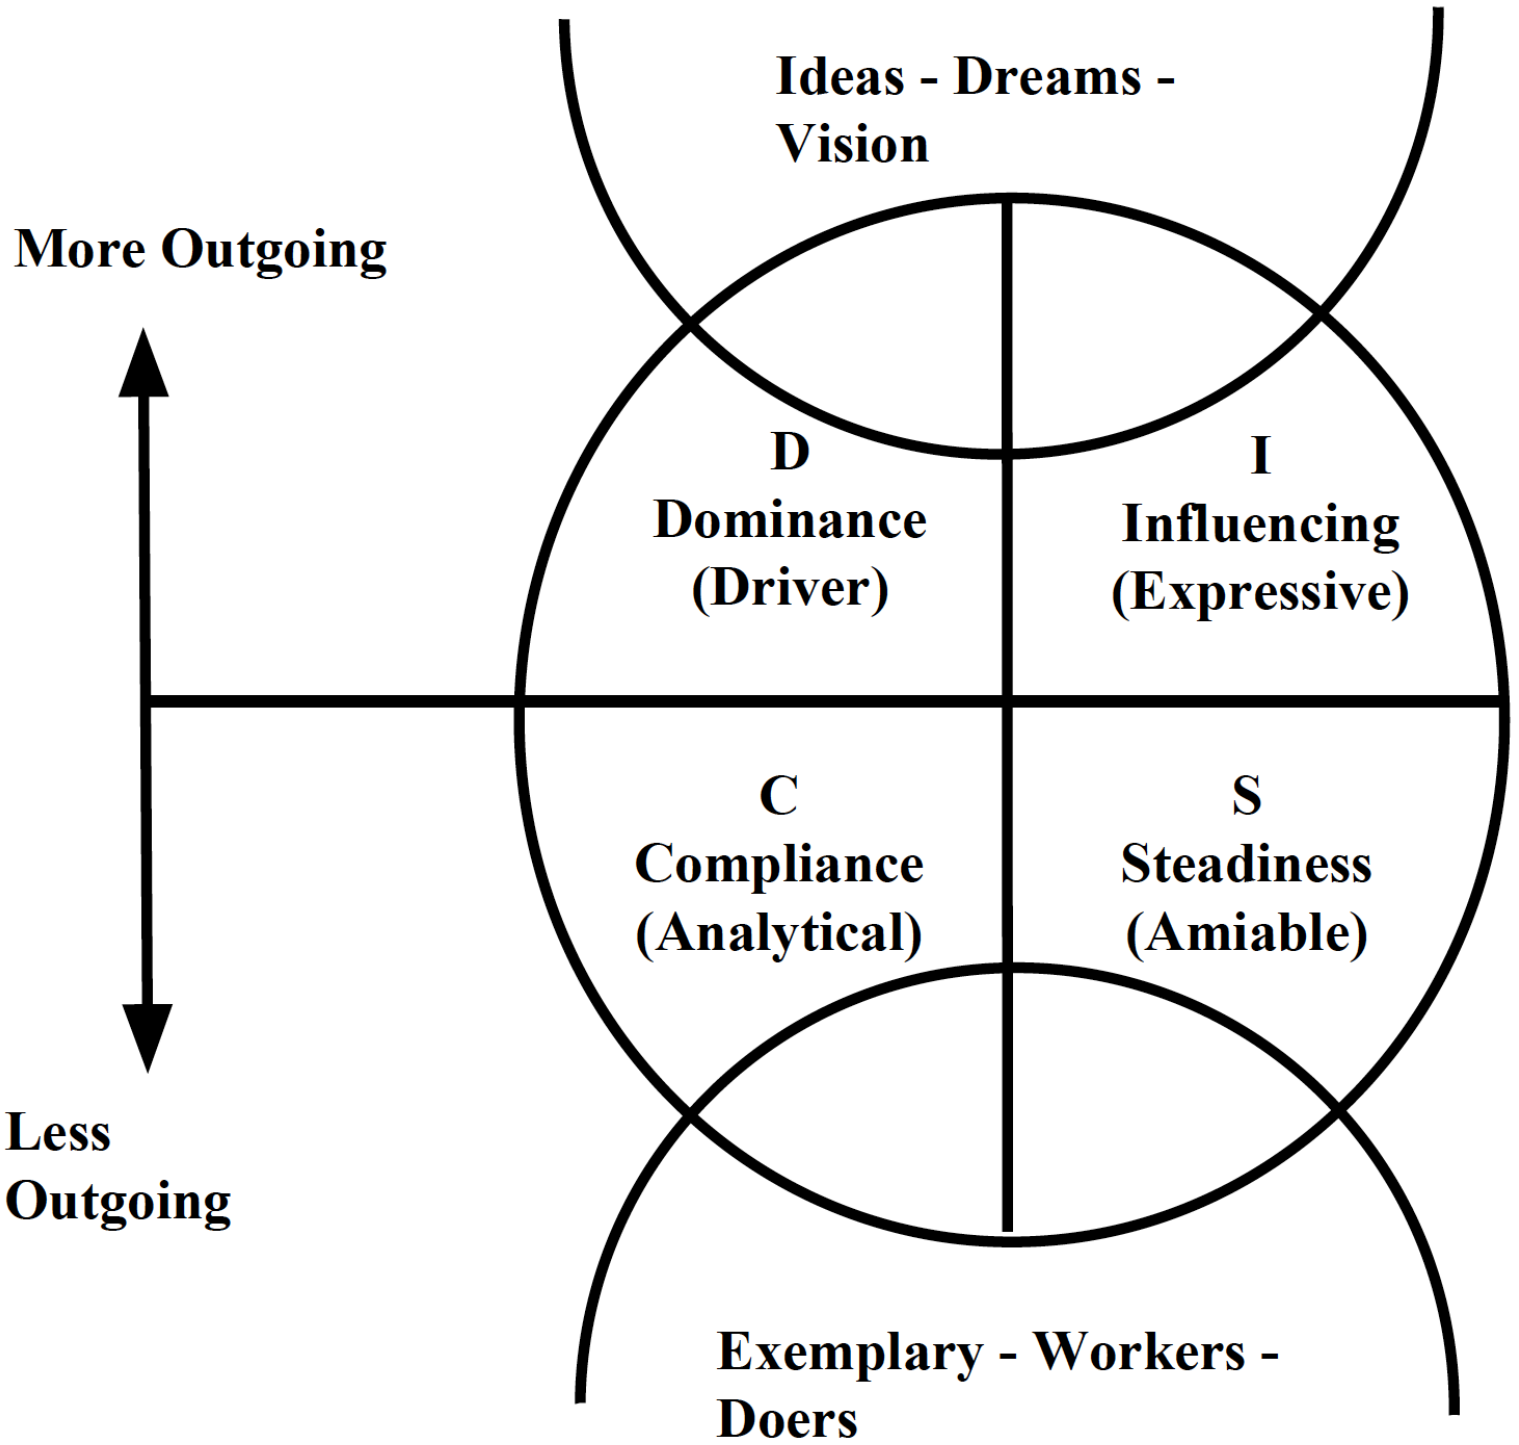 Ideas - Dreams -
Vision
More Outgoing
D
Dominance
(Driver)
I
Influencing
(Expressive)
C
Compliance
(Analytical)
S
Steadiness
(Amiable)
Less
Outgoing
Exemplary - Workers -
Doers